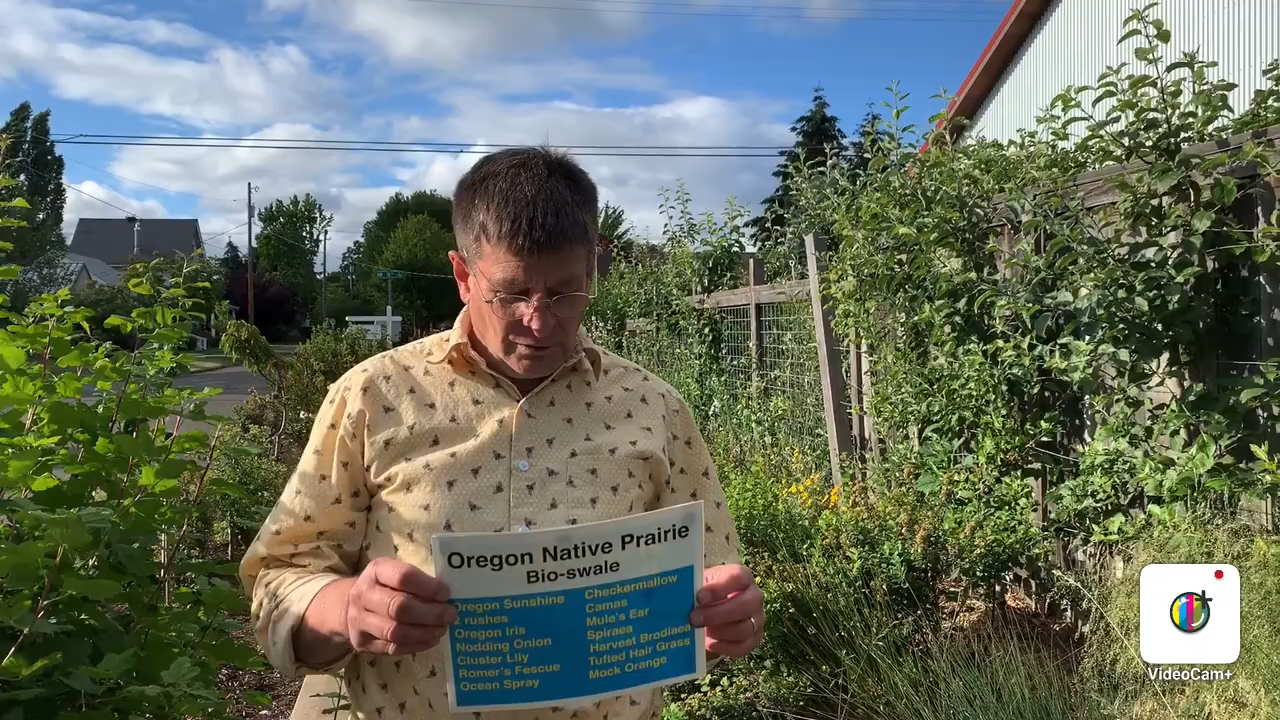 Oregon Native Prairie
Bio-swale
Oregon Sunshine
2 rushes
Oregon Iris
Nodding Onion
Cluster Lily
Romer's Fescue
Ocean Spray
Checkermallow
Camas
Mule's Ear
Spiraea
Harvest Brodiaea
Tufted Hair Grass
Mock Orange
VideoCam+